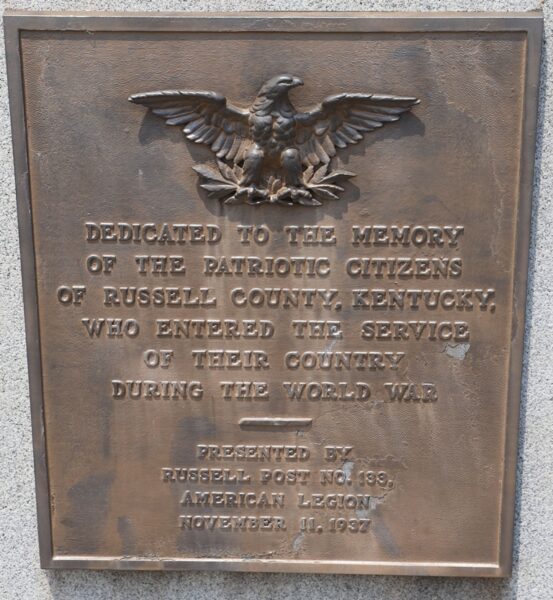 DEDICATED TO THE MEMORY
OF THE PATRIOTIC CITIZENS
OF RUSSELL COUNTY, KENTUCKY,
WHO ENTERED THE SERVICE
OF THEIR COUNTRY
DURING THE WORLD WAR
PRESENTED BY
RUSSELL POST NO. 133,
AMERICAN LEGION
NOVEMBER 11, 1937